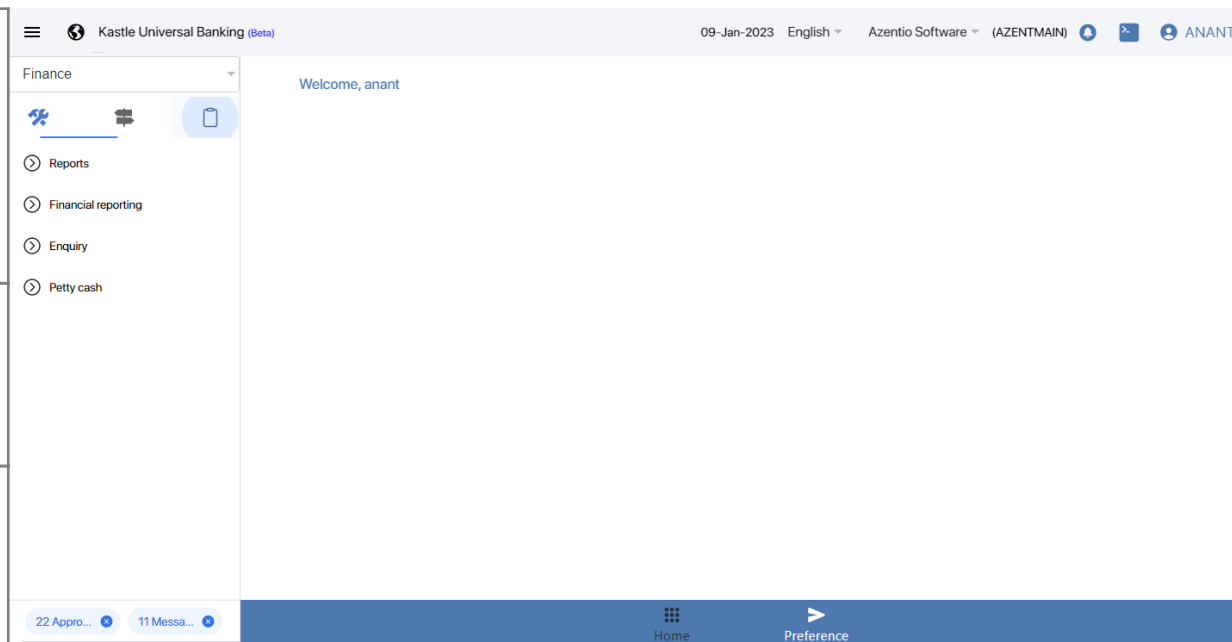 Kastle Universal Banking (Beta) 09-Jan-2023 English Azentio Software (AZENTMAIN) ANANT
Finance
Welcome, anant
Reports
Financial reporting
Enquiry
Petty cash
22 Appro... 11 Messa...
Home Preference